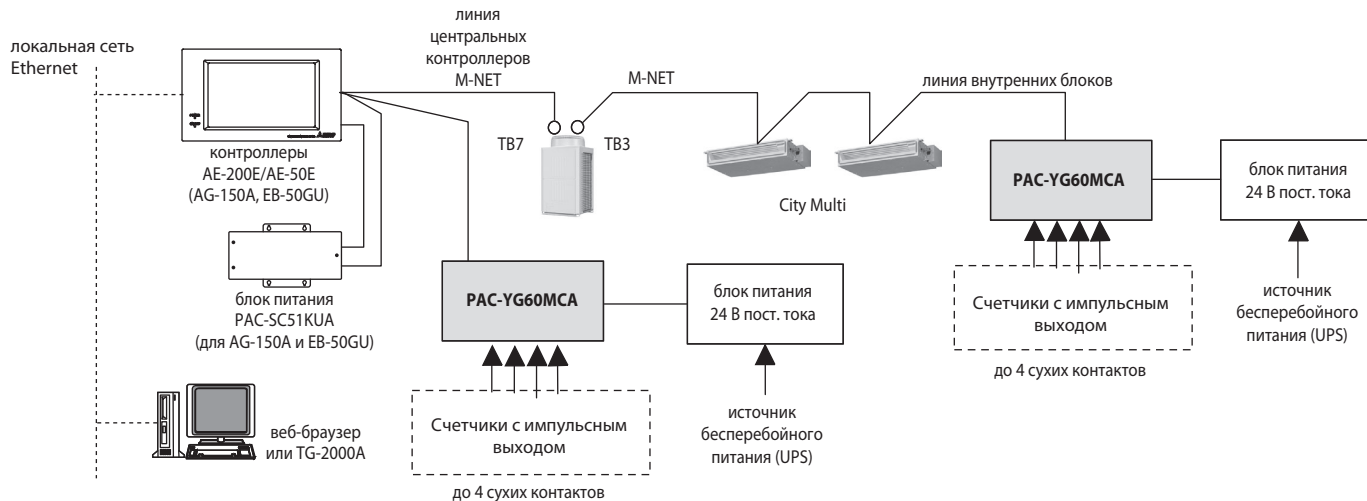 локальная сеть
Ethernet
линия
центральных
контроллеров
M-NET
M-NET
линия внутренних блоков
TB7
TB3
контроллеры
AE-200E/AE-50E
(AG-150A, EB-50GU)
City Multi
PAC-YG60MCA
блок питания
24 В пост. тока
Счетчики с импульсным
выходом
до 4 сухих контактов
источник
бесперебойного
питания (UPS)
блок питания
PAC-SC51KUA
(для AG-150A и EB-50GU)
PAC-YG60MCA
блок питания
24 В пост. тока
Счетчики с импульсным
выходом
до 4 сухих контактов
источник
бесперебойного
питания (UPS)
веб-браузер
или TG-2000A